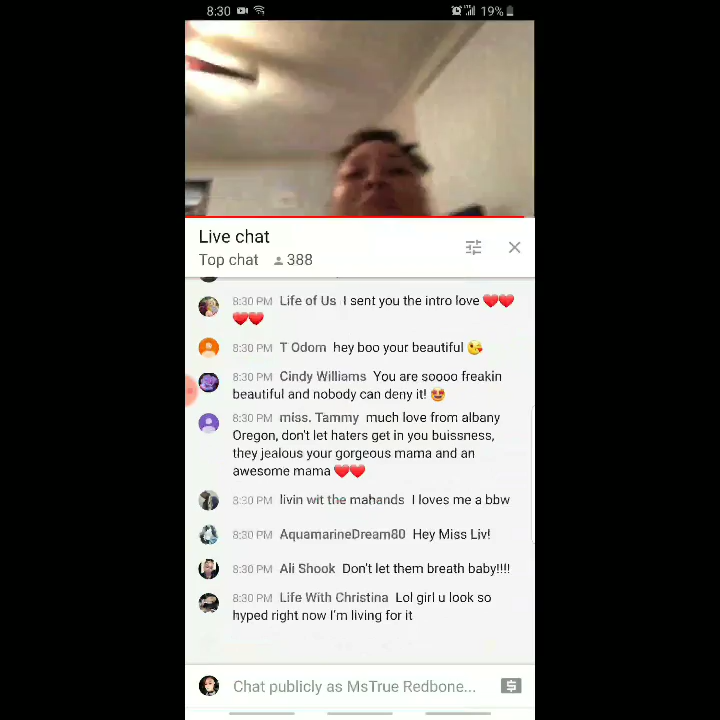 8:30 19%
Live chat
Top chat 388
8:30 PM Life of Us I sent you the intro love ❤️❤️
❤️❤️
8:30 PM T Odom hey boo your beautiful 😘
8:30 PM Cindy Williams You are soooo freakin
beautiful and nobody can deny it! 😍
8:30 PM miss. Tammy much love from albany
Oregon, don't let haters get in you buissness,
they jealous your gorgeous mama and an
awesome mama ❤️❤️
8:30 PM livin wit the mahands I loves me a bbw
8:30 PM AquamarineDream80 Hey Miss Liv!
8:30 PM Ali Shook Don't let them breath baby!!!!
8:30 PM Life With Christina Lol girl u look so
hyped right now I'm living for it
Chat publicly as MsTrue Redbone...